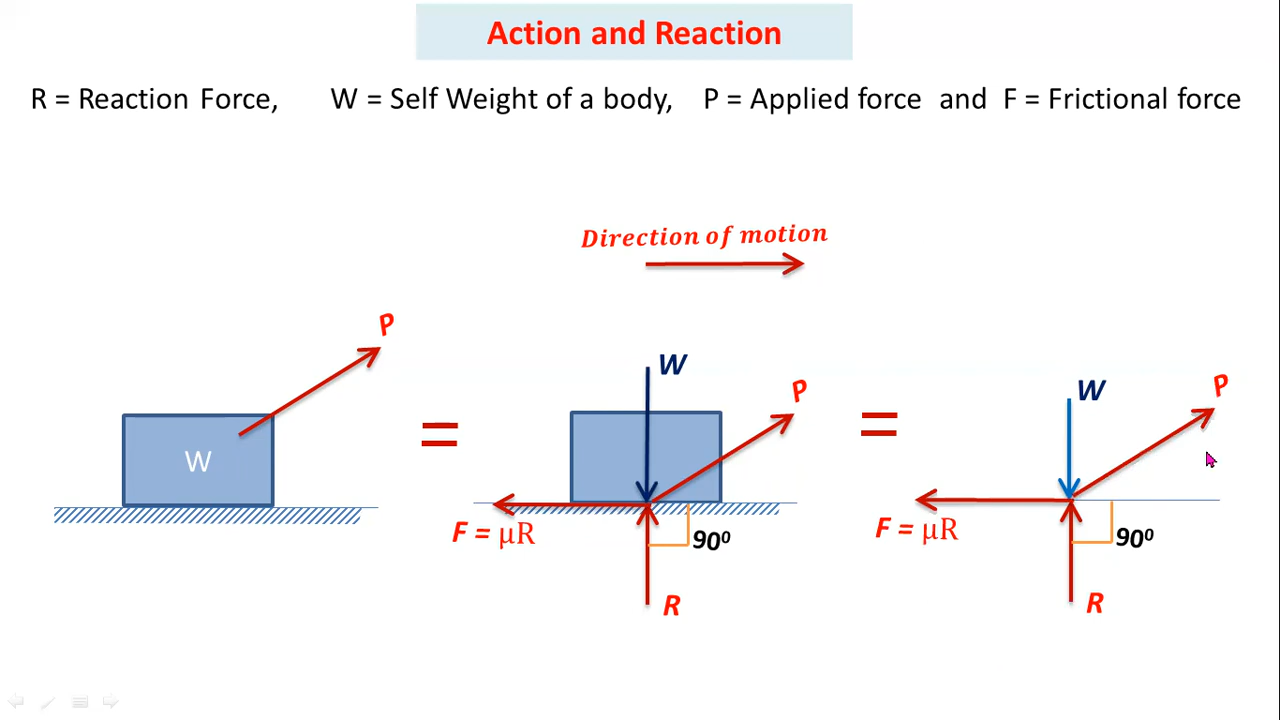 Action and Reaction
R = Reaction Force, W = Self Weight of a body, P = Applied force and F = Frictional force
Direction of motion
P
W
W
P
F = μR
90⁰
R
W
P
F = μR
90⁰
R
=
=